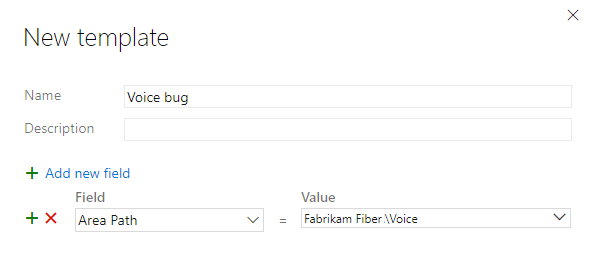 New template
Name Voice bug
Description
+ Add new field
Field Value
Area Path = Fabrikam Fiber.\Voice